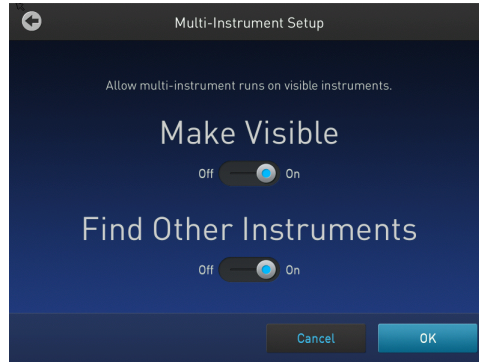 Multi-Instrument Setup
Allow multi-instrument runs on visible instruments.
Make Visible
Off On
Find Other Instruments
Off On
Cancel OK